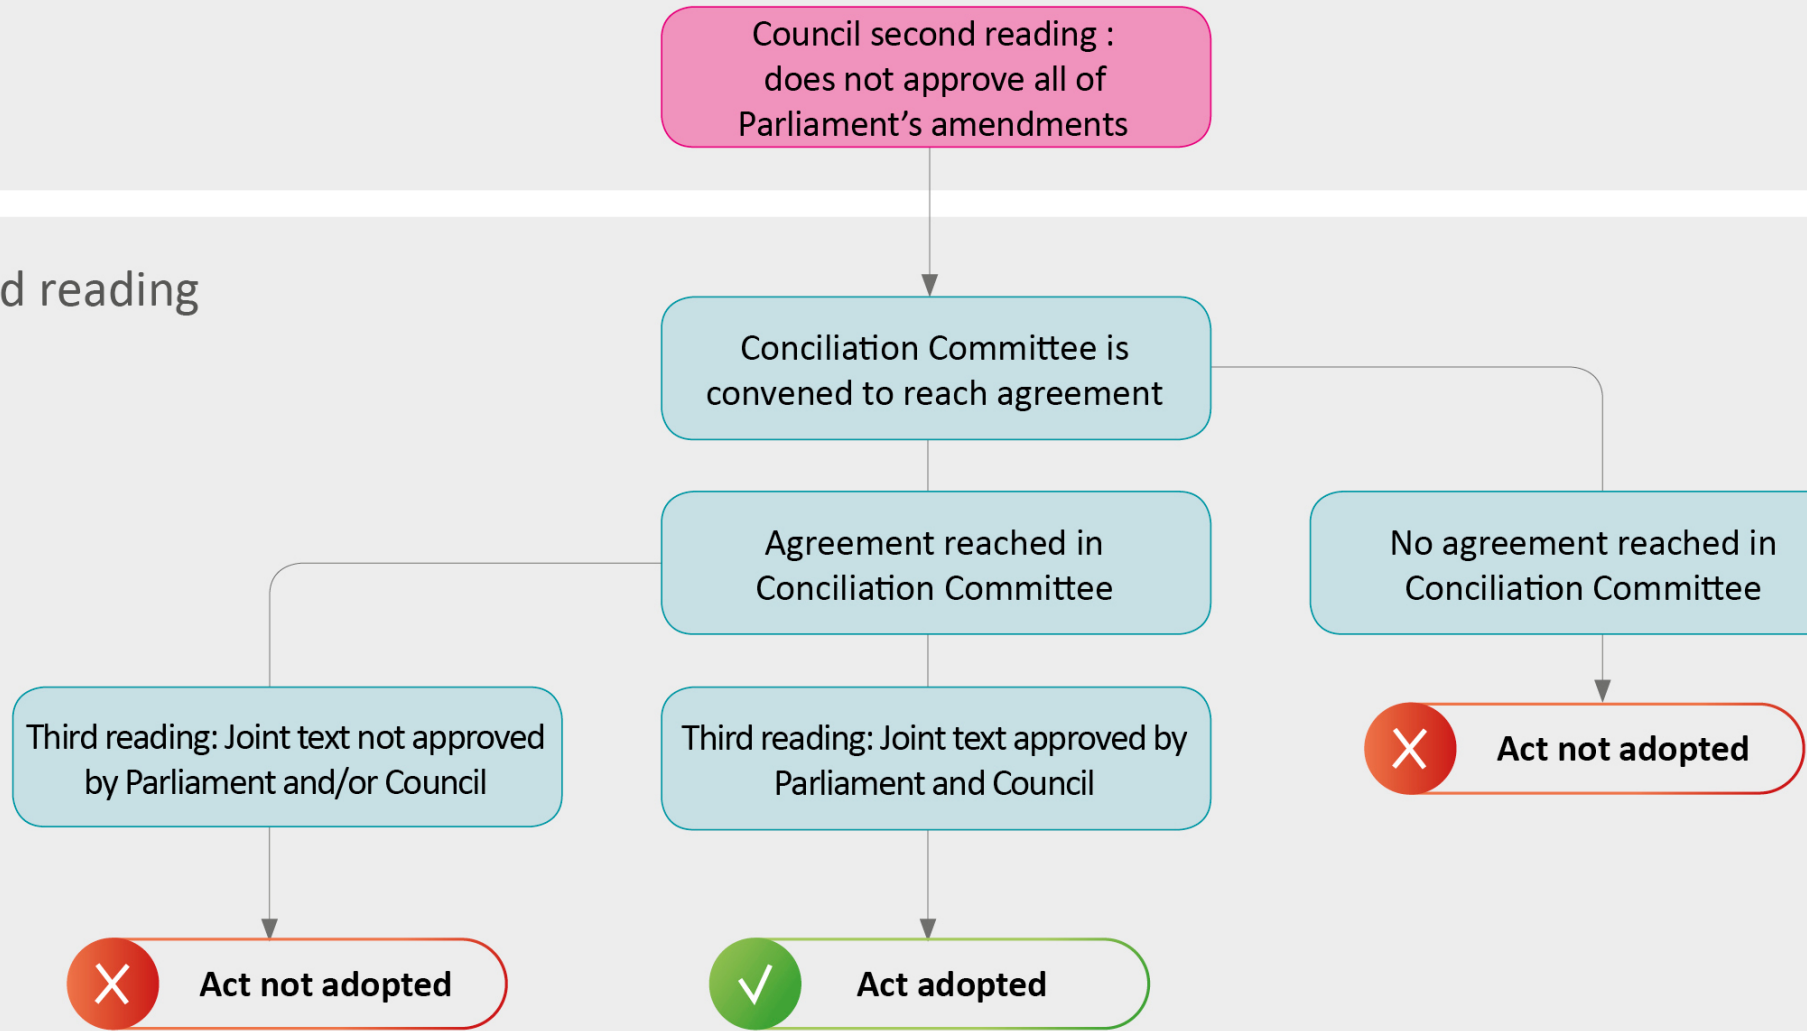 Council second reading :
does not approve all of
Parliament’s amendments
d reading
Conciliation Committee is
convened to reach agreement
Agreement reached in
Conciliation Committee
No agreement reached in
Conciliation Committee
Third reading: Joint text not approved
by Parliament and/or Council
Third reading: Joint text approved by
Parliament and Council
Act not adopted
Act not adopted
Act adopted